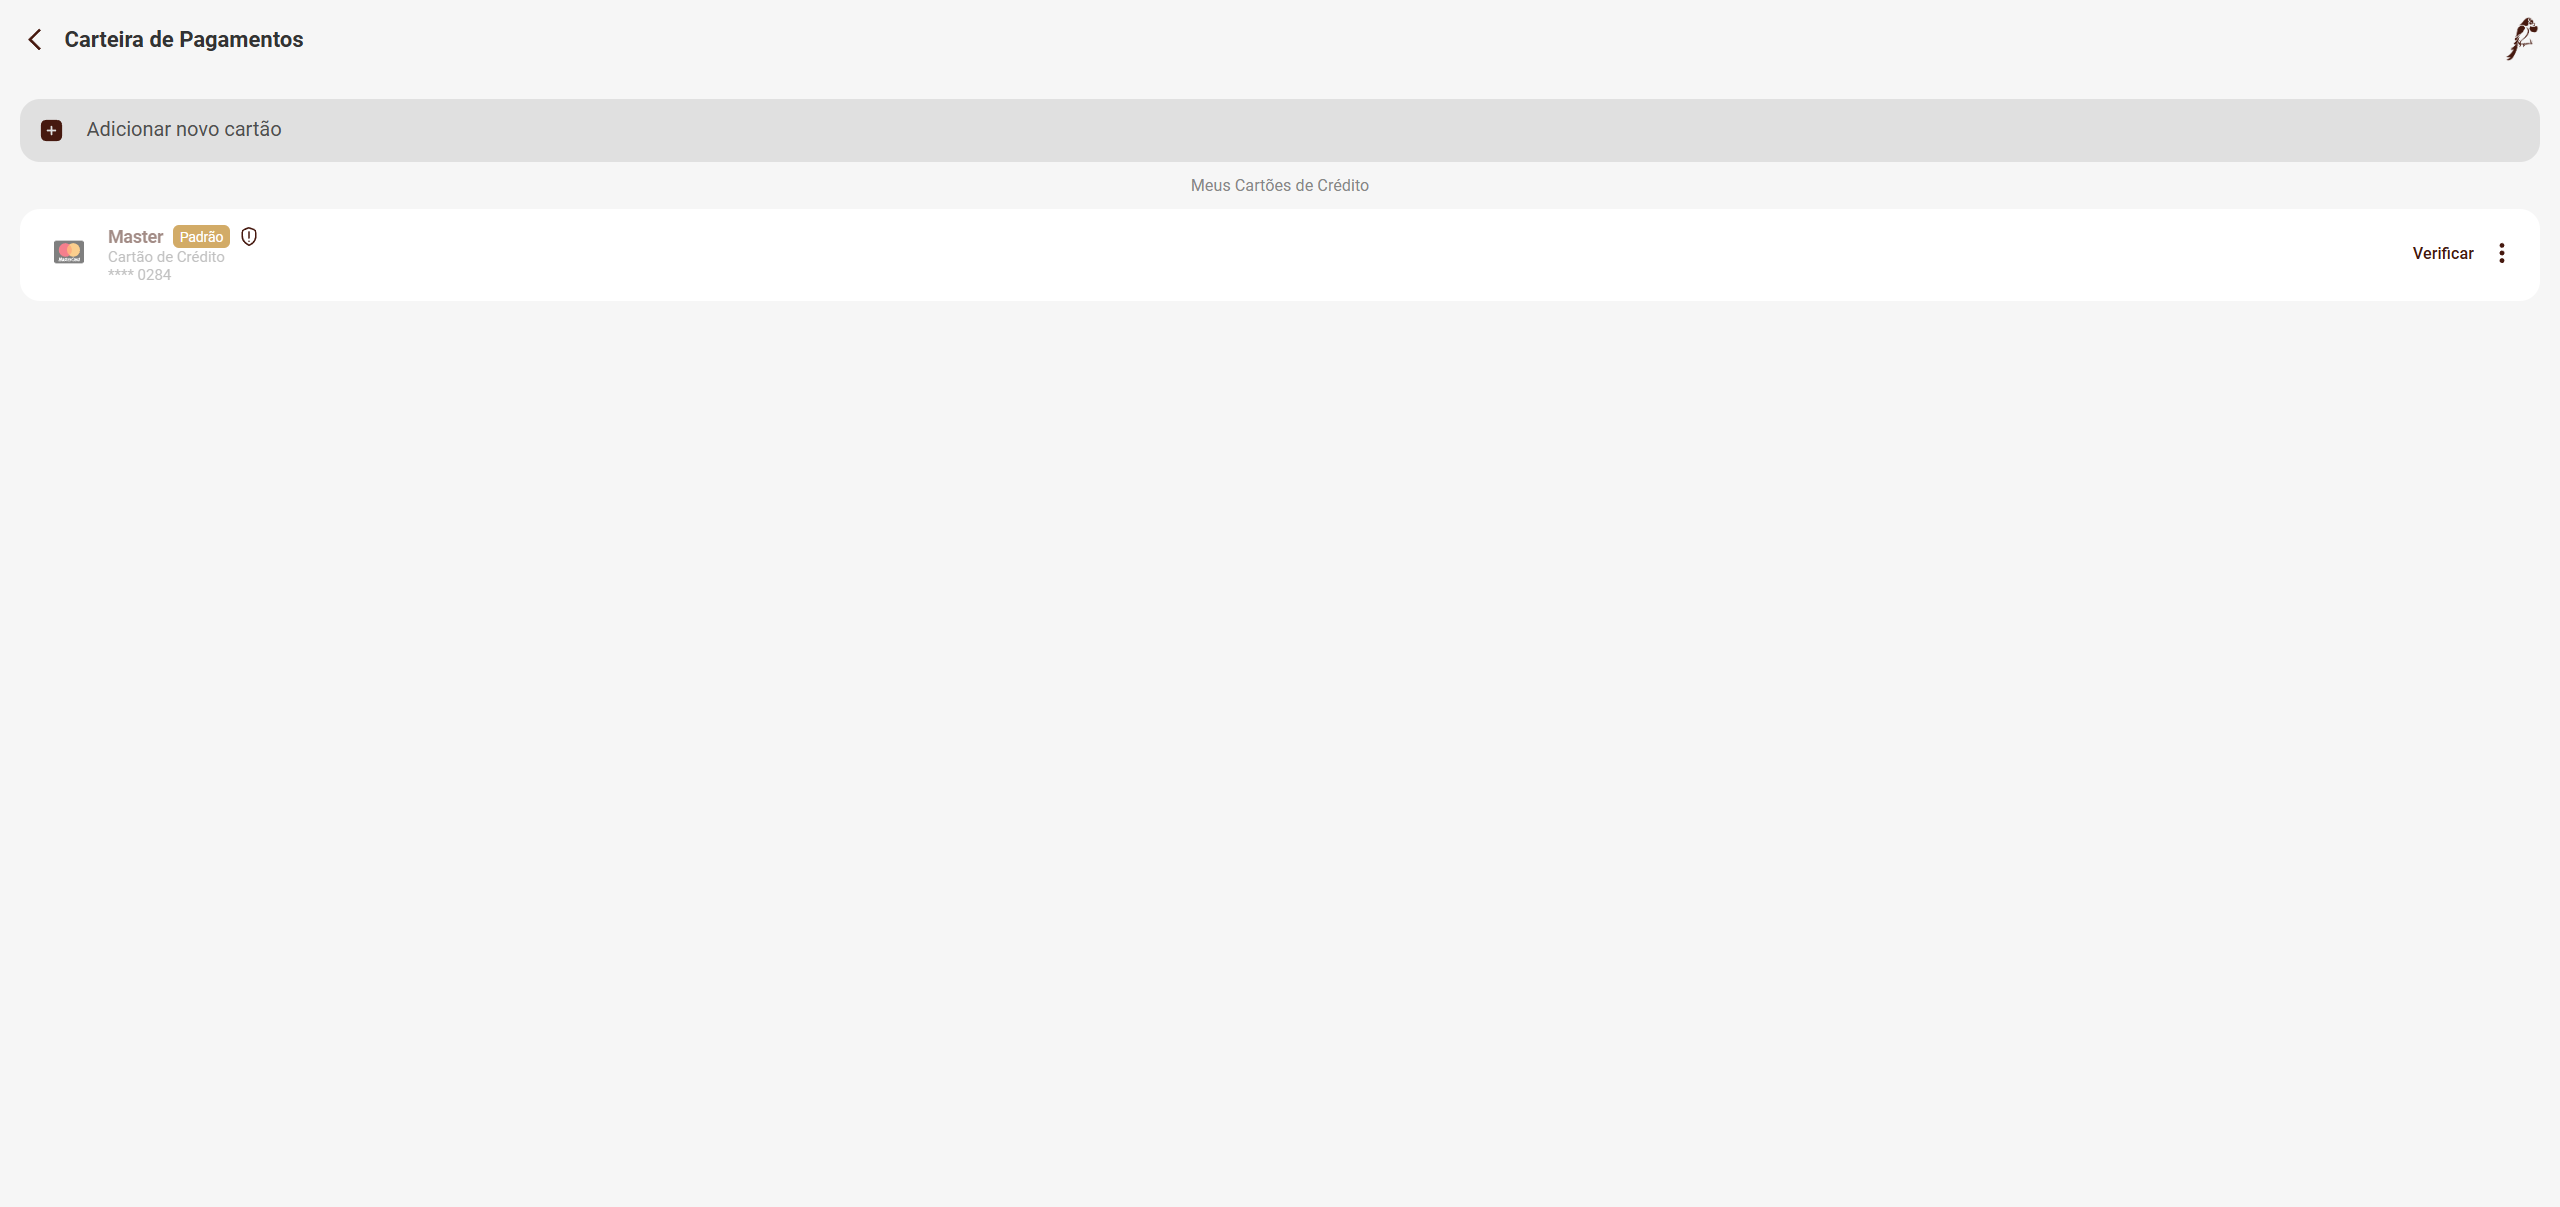 Carteira de Pagamentos
Adicionar novo cartão
Meus Cartões de Crédito
Master Padrão
Cartão de Crédito
**** 0284
Verificar